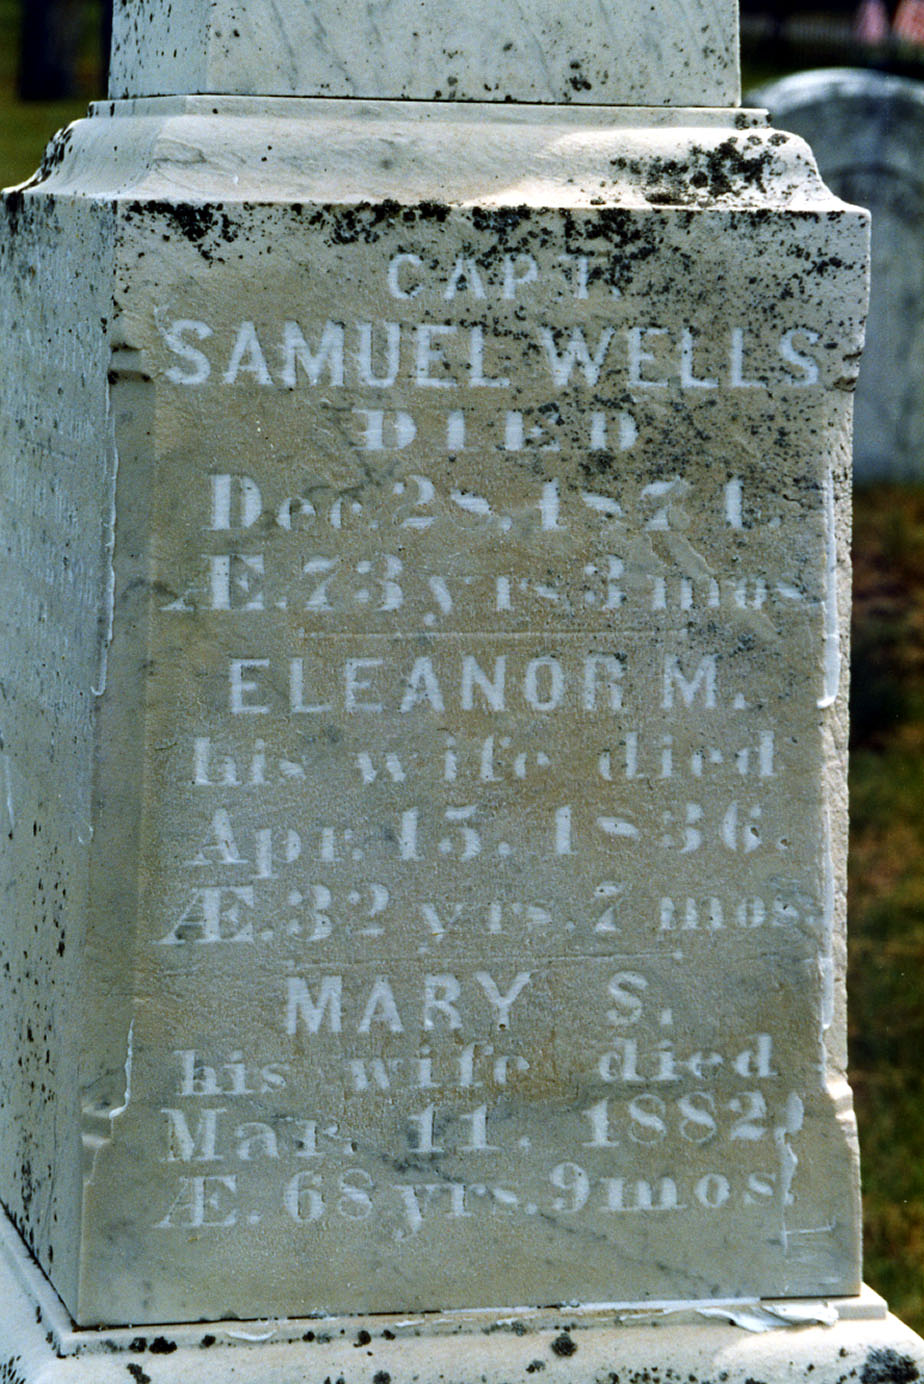 CAPT.
SAMUEL WELLS
DIED
Dec. 28. 1871.
Æ. 73 yrs. 3 mos.
ELEANOR M.
his wife died
Apr. 15. 1836.
Æ. 32 yrs. 7 mos.
MARY S.
his wife died
Mar. 11. 1882.
Æ. 68 yrs. 9 mos.